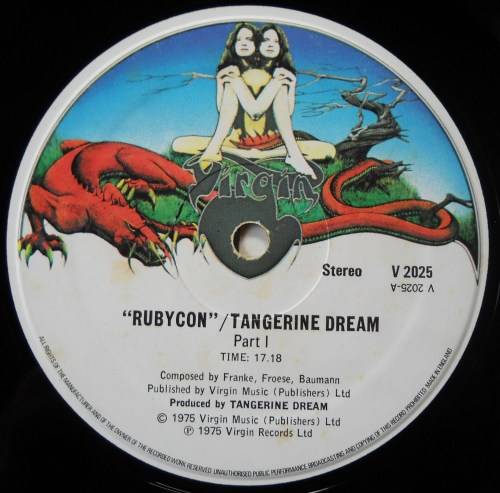 Virgin
Stereo V 2025
V 2025-A
"RUBYCON"/TANGERINE DREAM
Part I
TIME: 17.18
Composed by Franke, Froese, Baumann
Published by Virgin Music (Publishers) Ltd
Produced by TANGERINE DREAM
© 1975 Virgin Music (Publishers) Ltd
℗ 1975 Virgin Records Ltd
ALL RIGHTS OF THE MANUFACTURER AND OF THE OWNER OF THE RECORDED WORK RESERVED. UNAUTHORISED PUBLIC PERFORMANCE BROADCASTING AND COPYING OF THIS RECORD PROHIBITED. MADE IN ENGLAND